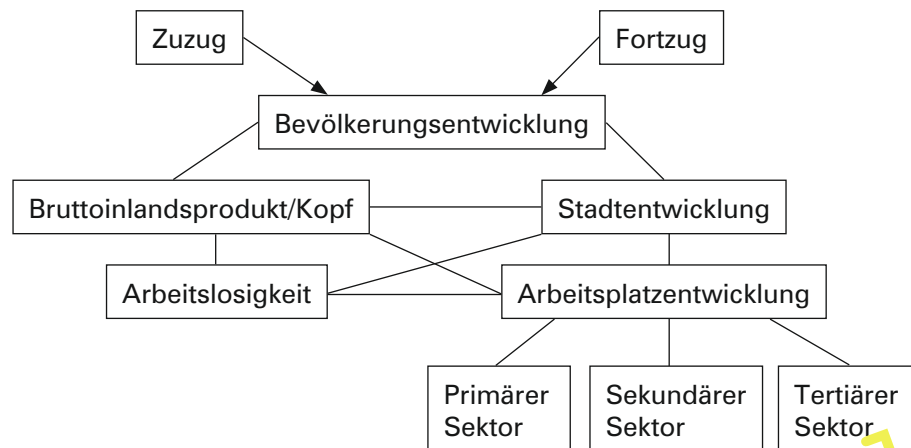 Zuzug
Fortzug
Bevölkerungsentwicklung
Bruttoinlandsprodukt/Kopf
Stadtentwicklung
Arbeitslosigkeit
Arbeitsplatzentwicklung
Primärer
Sektor
Sekundärer
Sektor
Tertiärer
Sektor